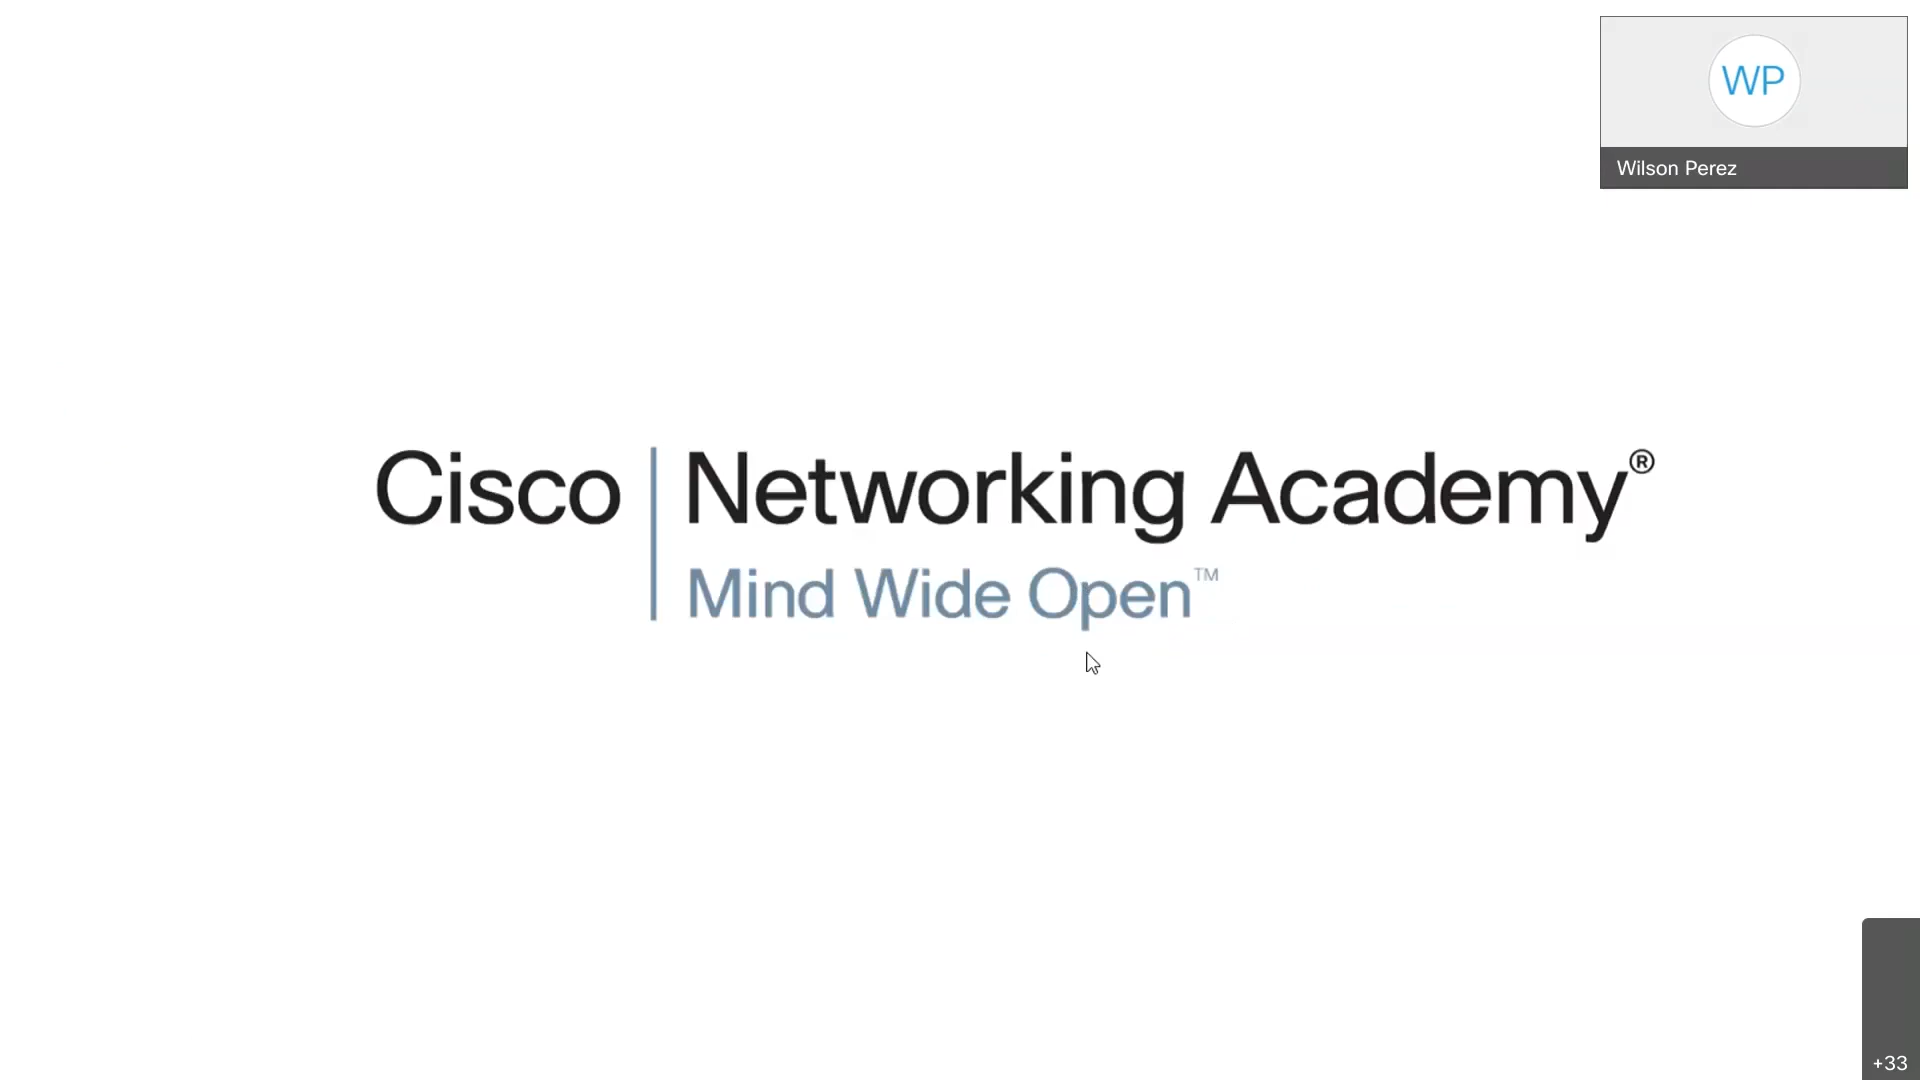 WP
Wilson Perez
Cisco Networking Academy®
Mind Wide Open™
+33